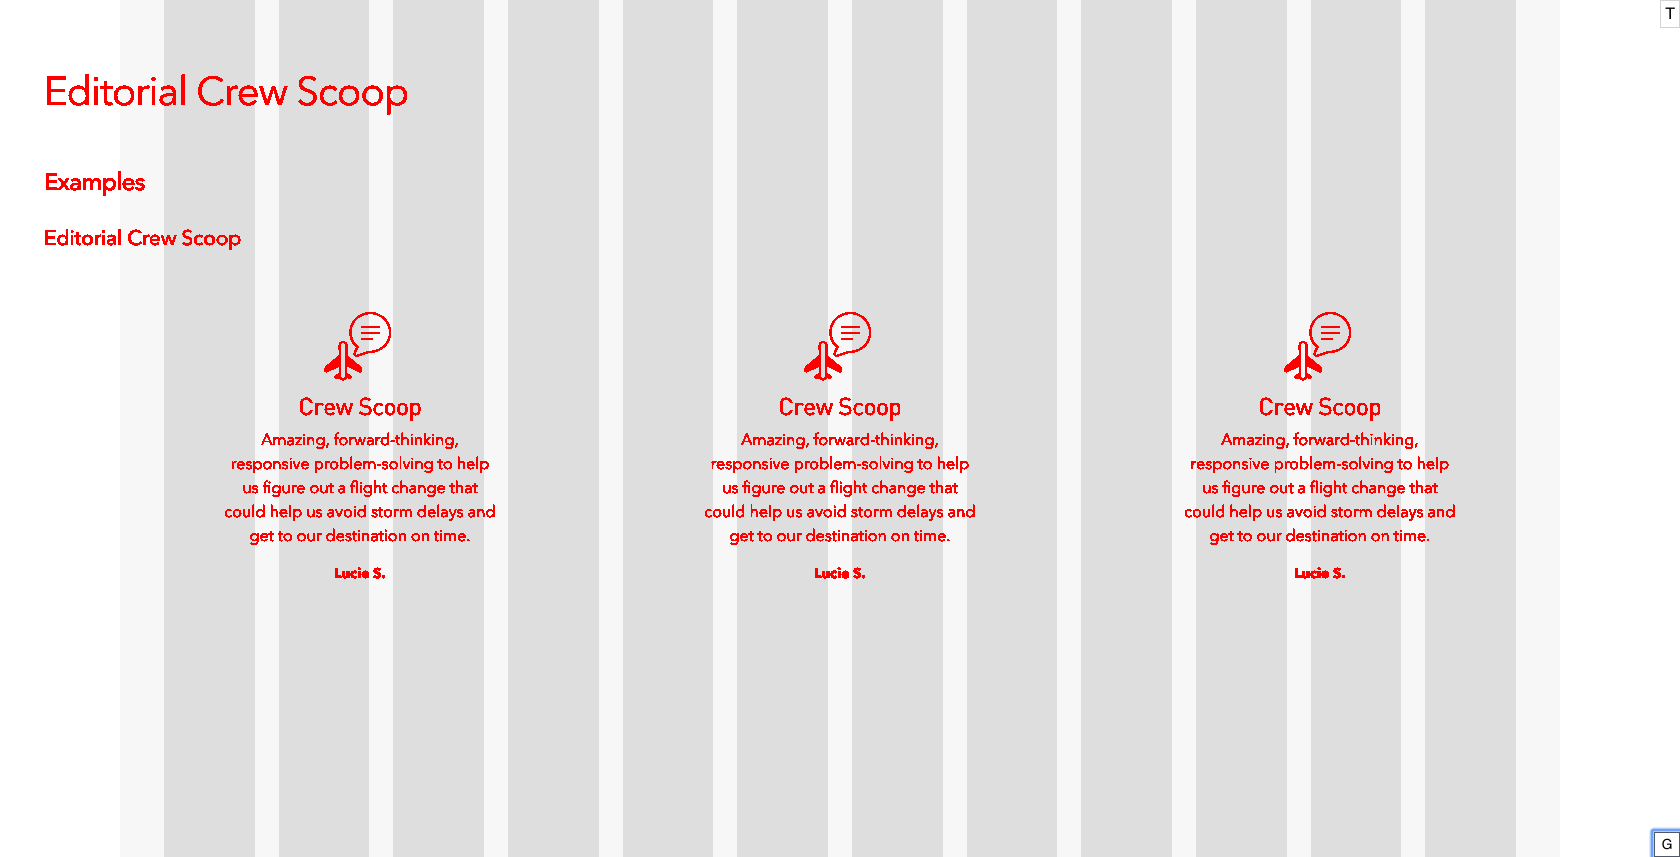 T
Editorial Crew Scoop
Examples
Editorial Crew Scoop
Crew Scoop
Amazing, forward-thinking,
responsive problem-solving to help
us figure out a flight change that
could help us avoid storm delays and
get to our destination on time.
Lucie S.
Crew Scoop
Amazing, forward-thinking,
responsive problem-solving to help
us figure out a flight change that
could help us avoid storm delays and
get to our destination on time.
Lucie S.
Crew Scoop
Amazing, forward-thinking,
responsive problem-solving to help
us figure out a flight change that
could help us avoid storm delays and
get to our destination on time.
Lucie S.
G